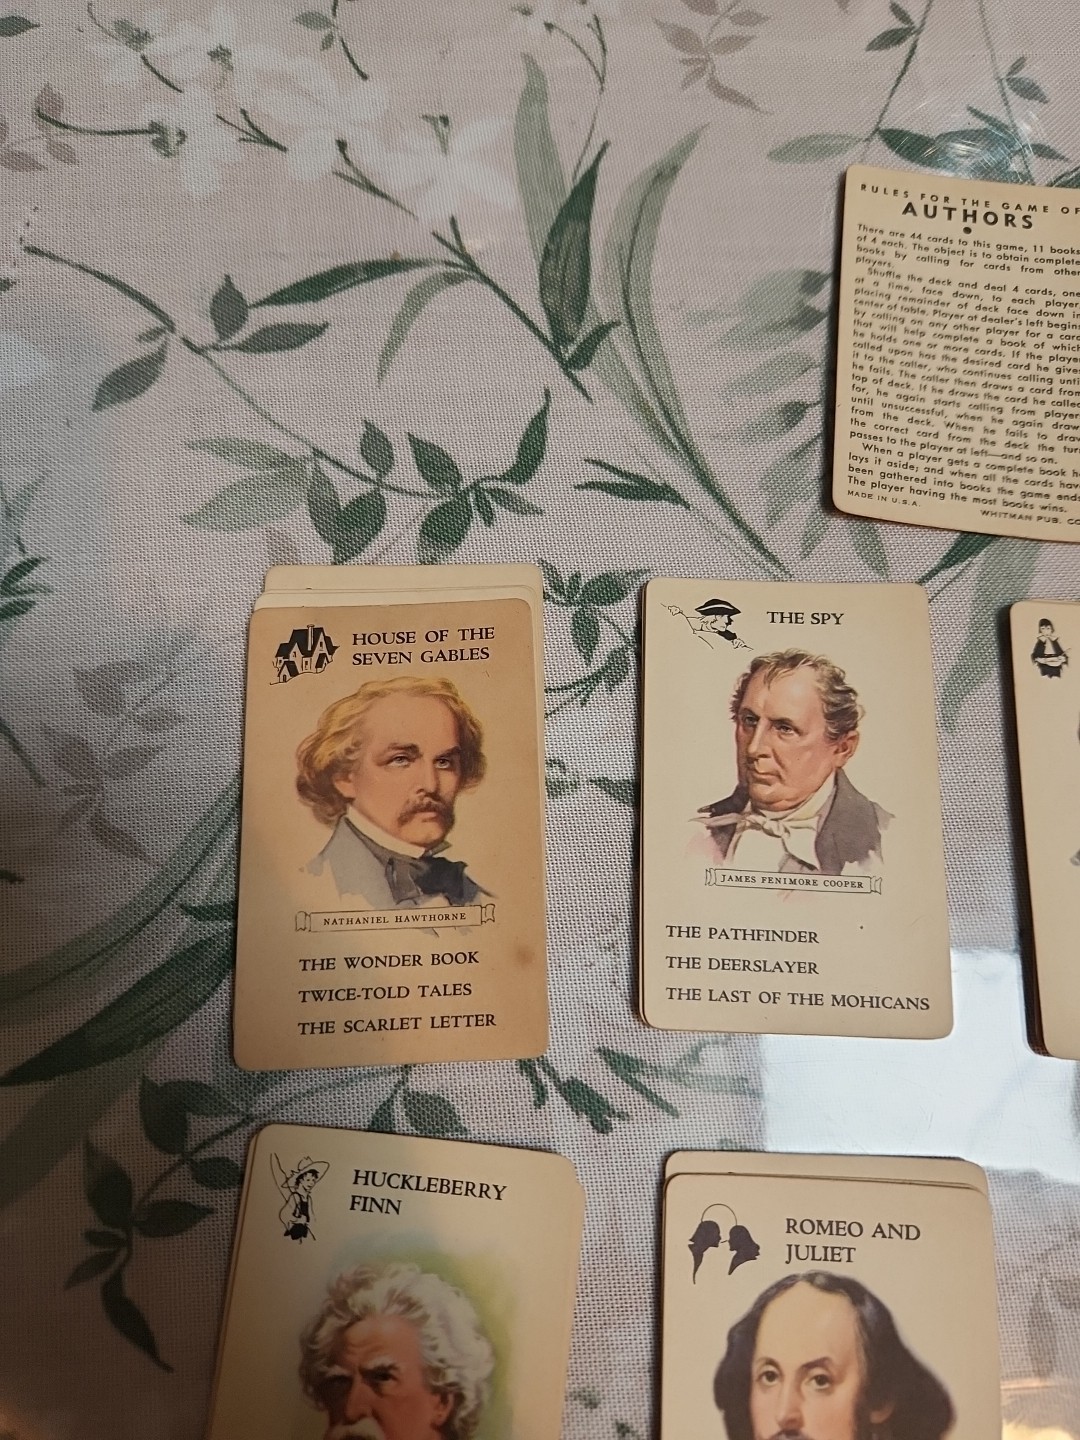 RULES FOR THE GAME OF
AUTHORS
There are 44 cards to this game, 11 books
of 4 each. The object is to obtain complete
books by calling for cards from other
players.
Shuffle the deck and deal 4 cards, one
at a time, face down, to each player,
placing remainder of deck face down in
center of table. Player at dealer's left begins
by calling on any other player for a card
that will help complete a book of which
he holds one or more cards. If the player
called upon has the desired card he gives
it to the caller, who continues calling until
he fails. The caller then draws a card from
top of deck. If he draws the card he called
for, he again starts calling from player
until unsuccessful, when he again draw
from the deck. When he fails to draw
the correct card from the deck the turn
passes to the player at left—and so on.
When a player gets a complete book he
lays it aside; and when all the cards have
been gathered into books the game ends.
The player having the most books wins.
MADE IN U.S.A.
WHITMAN PUB. CO
HOUSE OF THE
SEVEN GABLES
NATHANIEL HAWTHORNE
THE WONDER BOOK
TWICE-TOLD TALES
THE SCARLET LETTER
THE SPY
JAMES FENIMORE COOPER
THE PATHFINDER
THE DEERSLAYER
THE LAST OF THE MOHICANS
HUCKLEBERRY
FINN
ROMEO AND
JULIET